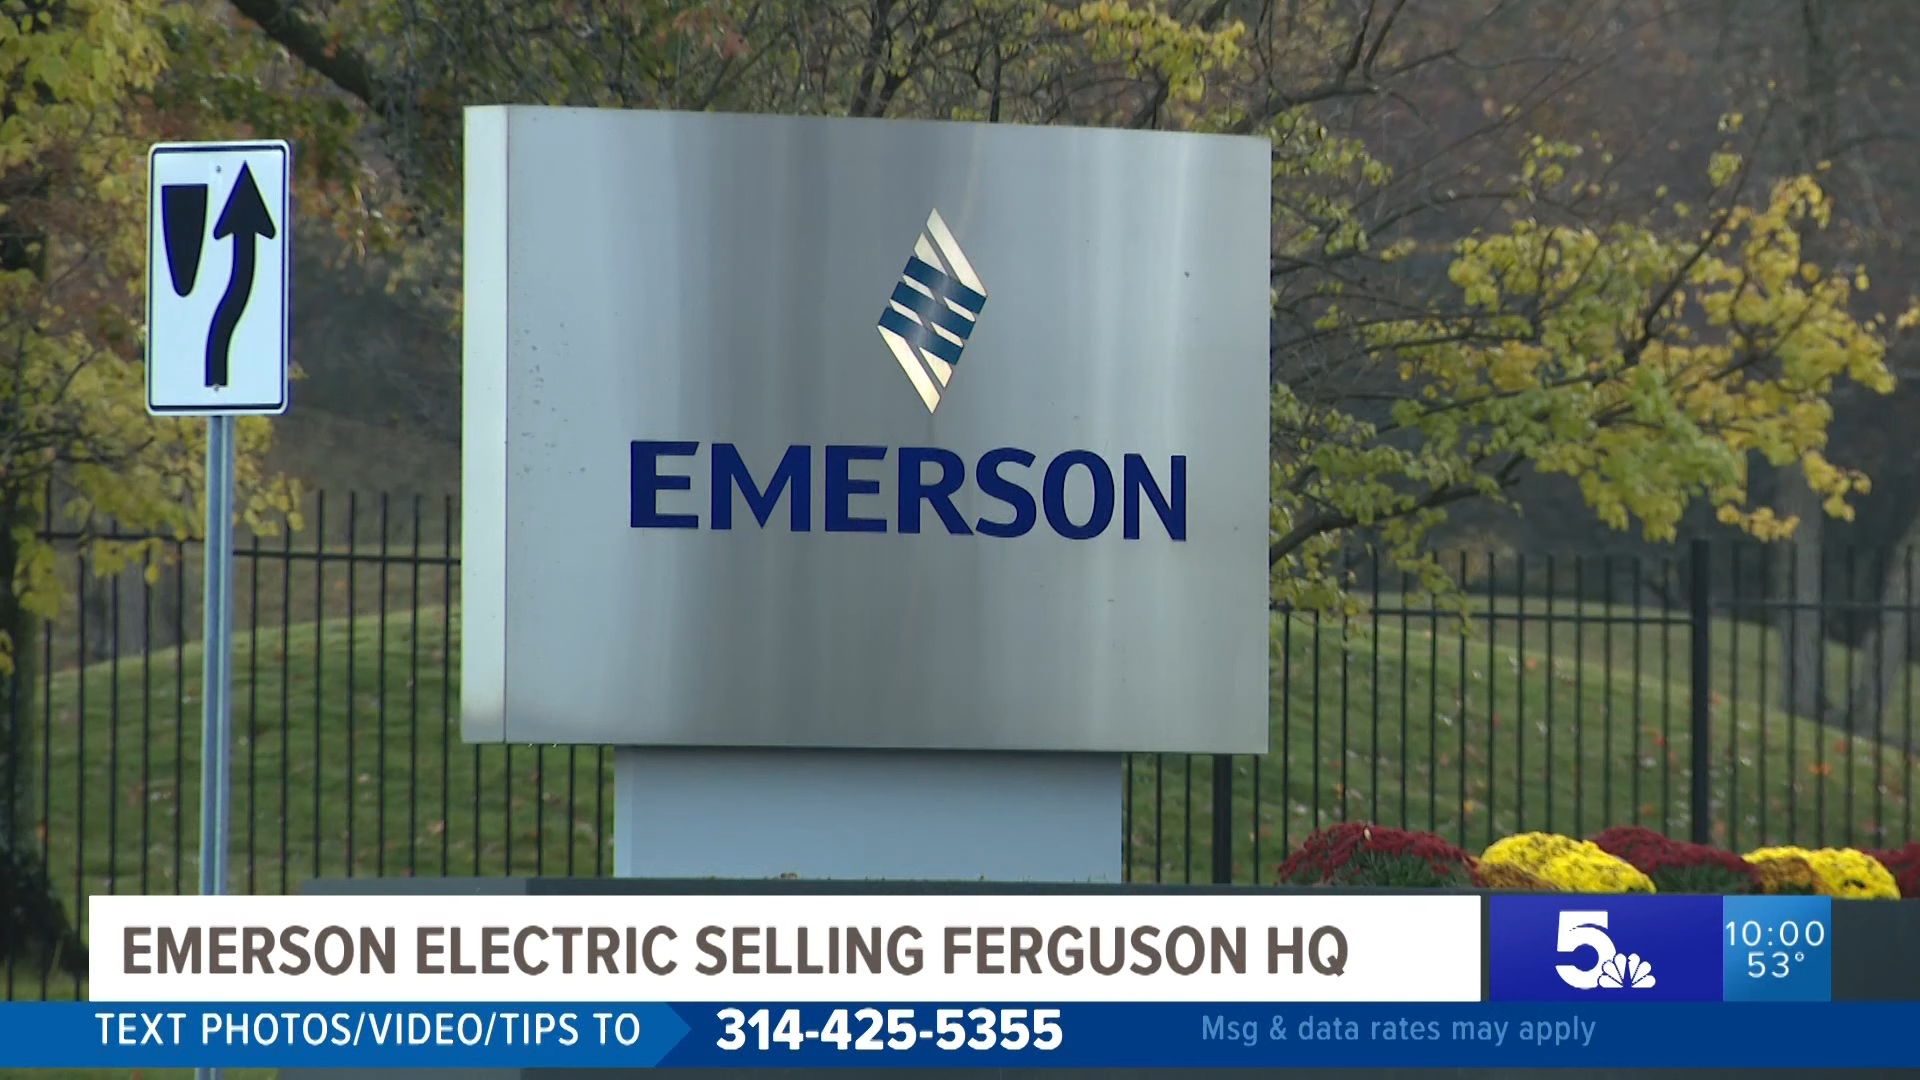 EMERSON
EMERSON ELECTRIC SELLING FERGUSON HQ
5
10:00
53°
TEXT PHOTOS/VIDEO/TIPS TO
314-425-5355
Msg & data rates may apply